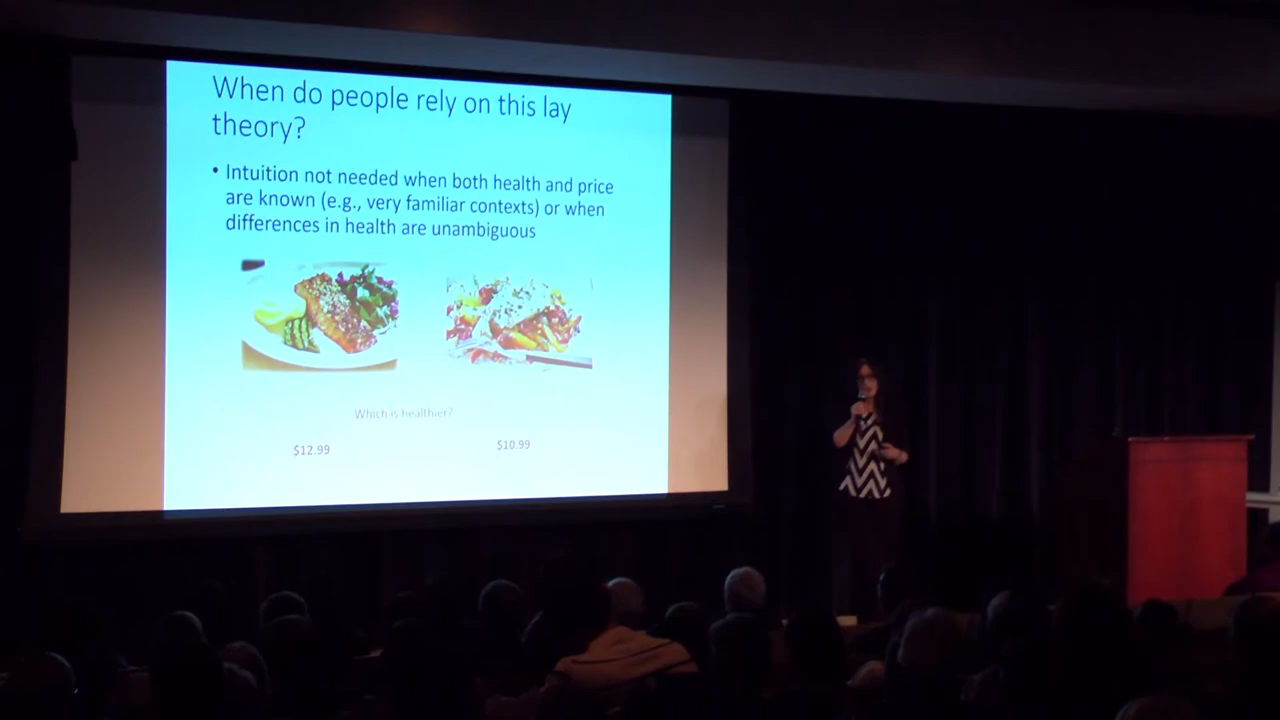 When do people rely on this lay
theory?
• Intuition not needed when both health and price
are known (e.g., very familiar contexts) or when
differences in health are unambiguous
Which is healthier?
$12.99
$10.99